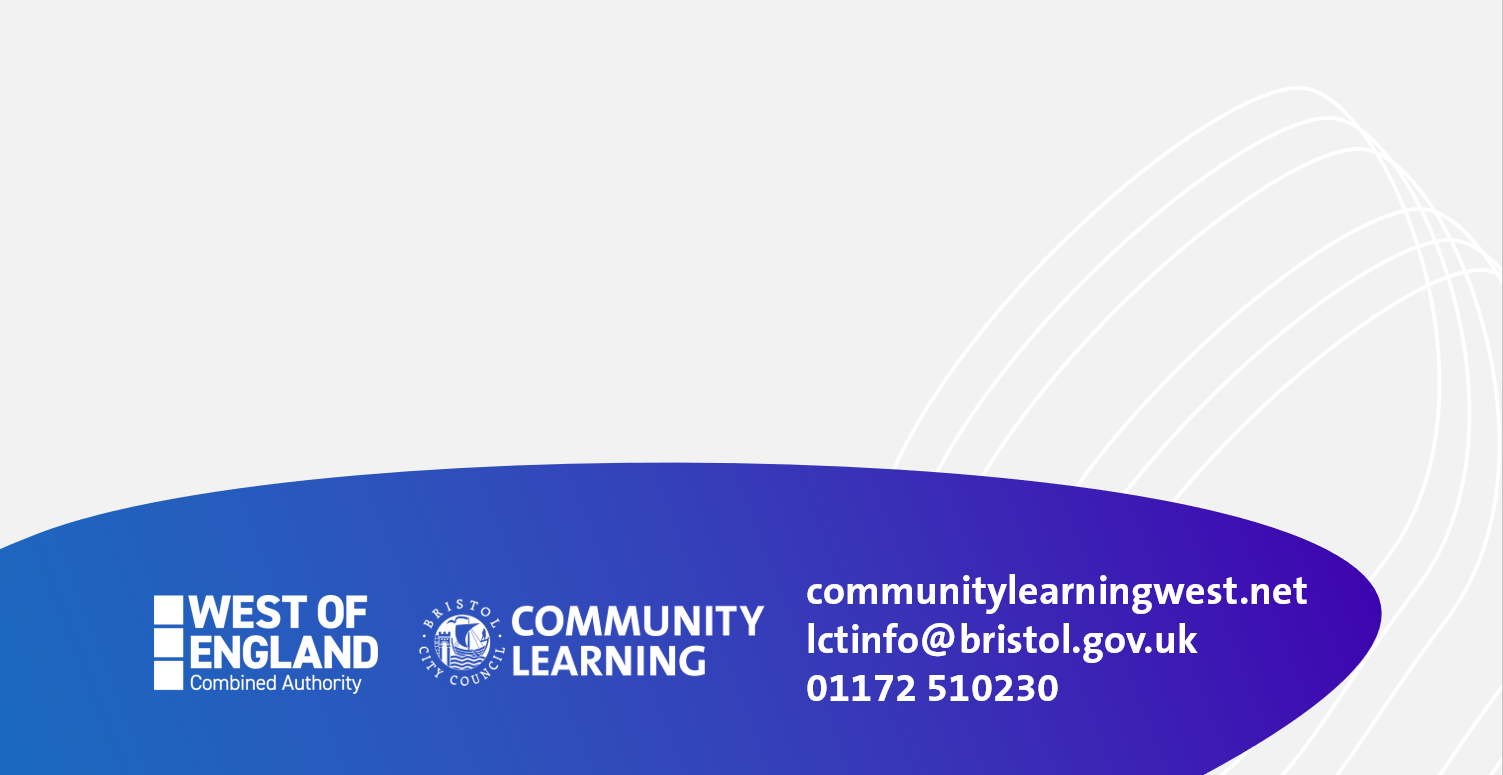 WEST OF
ENGLAND
Combined Authority
BRISTOL
CITY COUNCIL
COMMUNITY
LEARNING
communitylearningwest.net
lctinfo@bristol.gov.uk
01172 510230